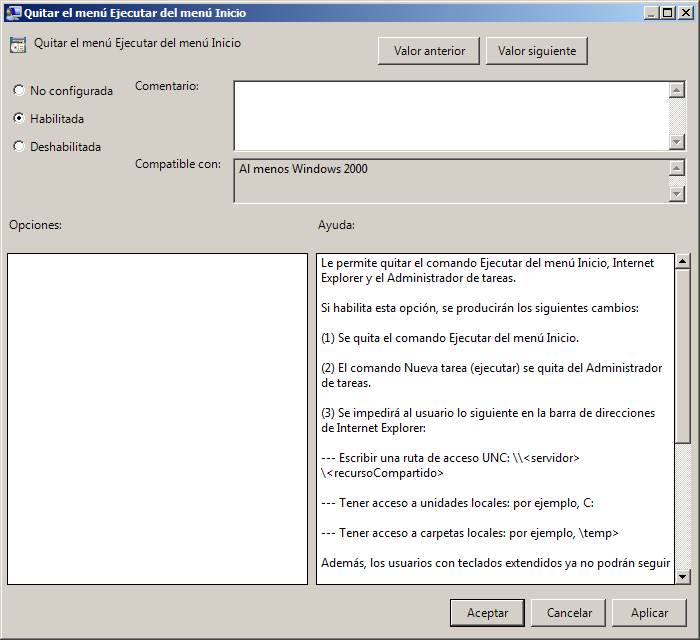 Quitar el menú Ejecutar del menú Inicio
Quitar el menú Ejecutar del menú Inicio
Valor anterior
Valor siguiente
No configurada
Habilitada
Deshabilitada
Comentario:
Compatible con:
Al menos Windows 2000
Opciones:
Ayuda:
Le permite quitar el comando Ejecutar del menú Inicio, Internet
Explorer y el Administrador de tareas.
Si habilita esta opción, se producirán los siguientes cambios:
(1) Se quita el comando Ejecutar del menú Inicio.
(2) El comando Nueva tarea (ejecutar) se quita del Administrador
de tareas.
(3) Se impedirá al usuario lo siguiente en la barra de direcciones
de Internet Explorer:
--- Escribir una ruta de acceso UNC: \\<servidor>
\<recursoCompartido>
--- Tener acceso a unidades locales: por ejemplo, C:
--- Tener acceso a carpetas locales: por ejemplo, \temp>
Además, los usuarios con teclados extendidos ya no podrán seguir
Aceptar
Cancelar
Aplicar